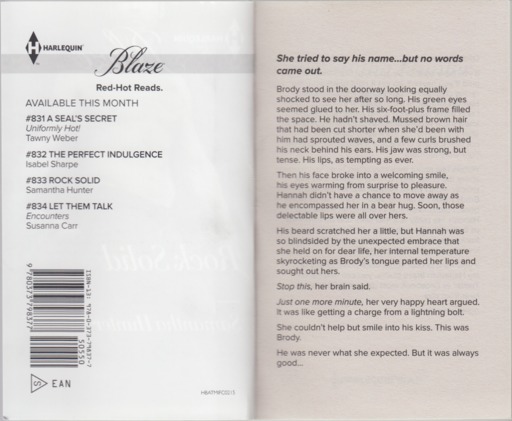 HARLEQUIN®
Blaze
Red-Hot Reads.
AVAILABLE THIS MONTH
#831 A SEAL'S SECRET
Uniformly Hot!
Tawny Weber
#832 THE PERFECT INDULGENCE
Isabel Sharpe
#833 ROCK SOLID
Samantha Hunter
#834 LET THEM TALK
Encounters
Susanna Carr
ISBN-13: 978-0-373-79837-7
9780373798377
50550
S EAN
HBATMIFC0215
She tried to say his name...but no words
came out.
Brody stood in the doorway looking equally
shocked to see her after so long. His green eyes
seemed glued to her. His six-foot-plus frame filled
the space. He hadn't shaved. Mussed brown hair
that had been cut shorter when she'd been with
him had sprouted waves, and a few curls brushed
his neck behind his ears. His jaw was strong, but
tense. His lips, as tempting as ever.
Then his face broke into a welcoming smile,
his eyes warming from surprise to pleasure.
Hannah didn't have a chance to move away as
he encompassed her in a bear hug. Soon, those
delectable lips were all over hers.
His beard scratched her a little, but Hannah was
so blindsided by the unexpected embrace that
she held on for dear life, her internal temperature
skyrocketing as Brody's tongue parted her lips and
sought out hers.
Stop this, her brain said.
Just one more minute, her very happy heart argued.
It was like getting a charge from a lightning bolt.
She couldn't help but smile into his kiss. This was
Brody.
He was never what she expected. But it was always
good...